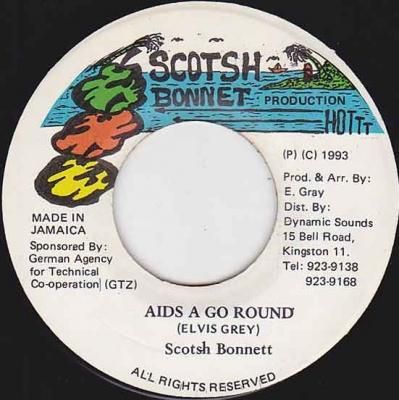 SCOTSH
BONNET PRODUCTION
HOTTT
(P) (C) 1993
Prod. & Arr. By:
E. Gray
Dist. By:
Dynamic Sounds
15 Bell Road,
Kingston 11.
Tel: 923-9138
923-9168
MADE IN
JAMAICA
Sponsored By:
German Agency
for Technical
Co-operation (GTZ)
AIDS A GO ROUND
(ELVIS GREY)
Scotsh Bonnett
ALL RIGHTS RESERVED